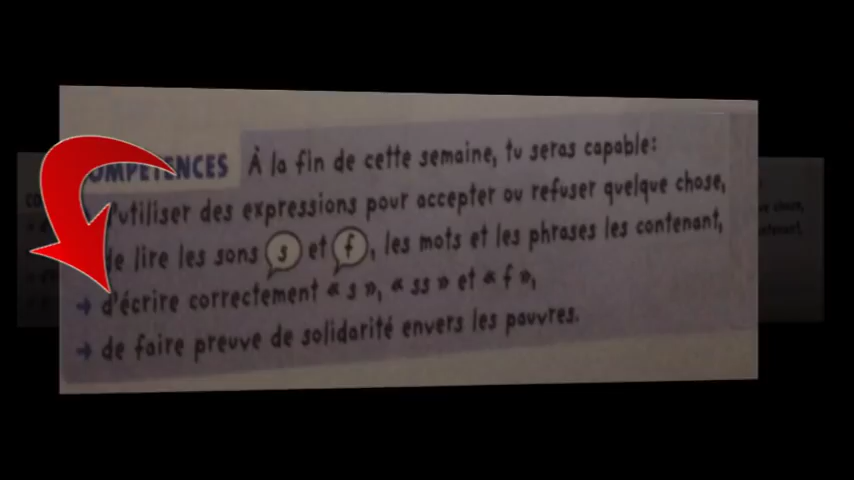 COMPÉTENCES À la fin de cette semaine, tu seras capable:
d'utiliser des expressions pour accepter ou refuser quelque chose,
de lire les sons s et f, les mots et les phrases les contenant,
→ d'écrire correctement « s », « ss » et « f »,
→ de faire preuve de solidarité envers les pauvres.